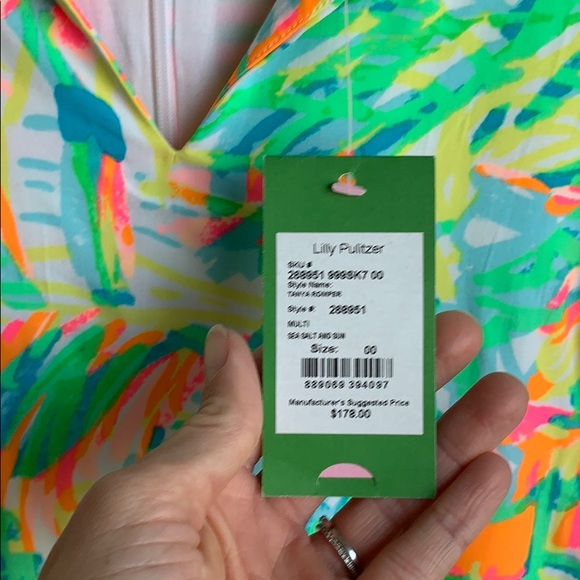 Lilly Pulitzer
SKU #
288951 999SK7 00
Style Name:
TANYA ROMPER
Style #: 288951
MULTI
SEA SALT AND SUN
Size: 00
889069 394097
Manufacturer's Suggested Price
$178.00